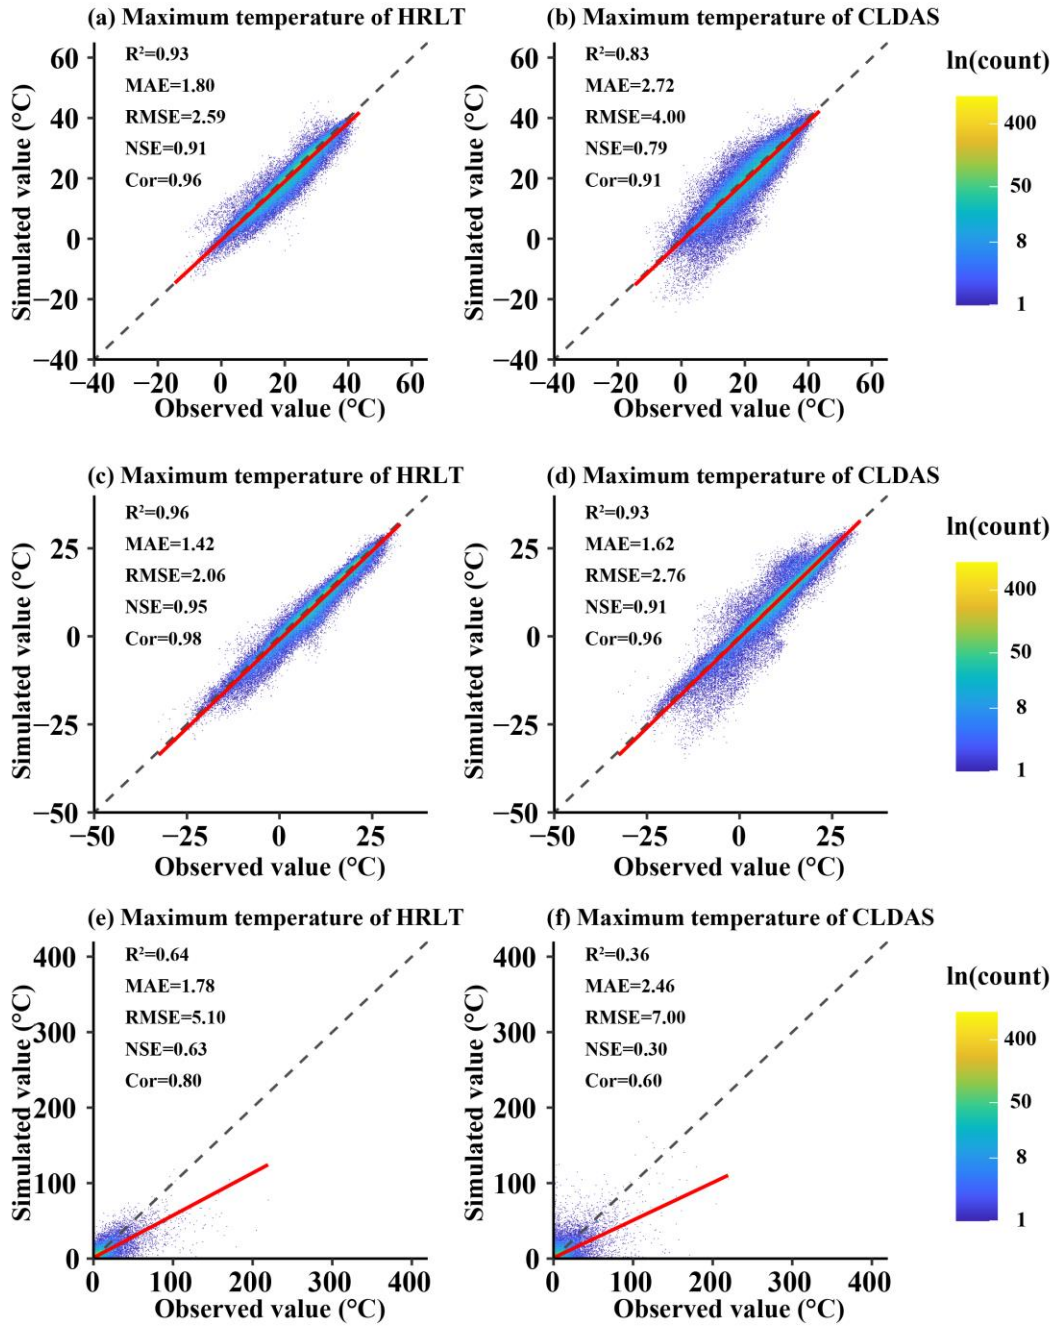 (a) Maximum temperature of HRLT
R²=0.93
MAE=1.80
RMSE=2.59
NSE=0.91
Cor=0.96
Simulated value (°C)
60
40
20
0
−20
−40
−40 −20 0 20 40 60
Observed value (°C)
(b) Maximum temperature of CLDAS
R²=0.83
MAE=2.72
RMSE=4.00
NSE=0.79
Cor=0.91
Simulated value (°C)
60
40
20
0
−20
−40
−40 −20 0 20 40 60
Observed value (°C)
ln(count)
400
50
8
1
(c) Maximum temperature of HRLT
R²=0.96
MAE=1.42
RMSE=2.06
NSE=0.95
Cor=0.98
Simulated value (°C)
25
0
−25
−50
−50 −25 0 25
Observed value (°C)
(d) Maximum temperature of CLDAS
R²=0.93
MAE=1.62
RMSE=2.76
NSE=0.91
Cor=0.96
Simulated value (°C)
25
0
−25
−50
−50 −25 0 25
Observed value (°C)
ln(count)
400
50
8
1
(e) Maximum temperature of HRLT
R²=0.64
MAE=1.78
RMSE=5.10
NSE=0.63
Cor=0.80
Simulated value (°C)
400
300
200
100
0
0 100 200 300 400
Observed value (°C)
(f) Maximum temperature of CLDAS
R²=0.36
MAE=2.46
RMSE=7.00
NSE=0.30
Cor=0.60
Simulated value (°C)
400
300
200
100
0
0 100 200 300 400
Observed value (°C)
ln(count)
400
50
8
1